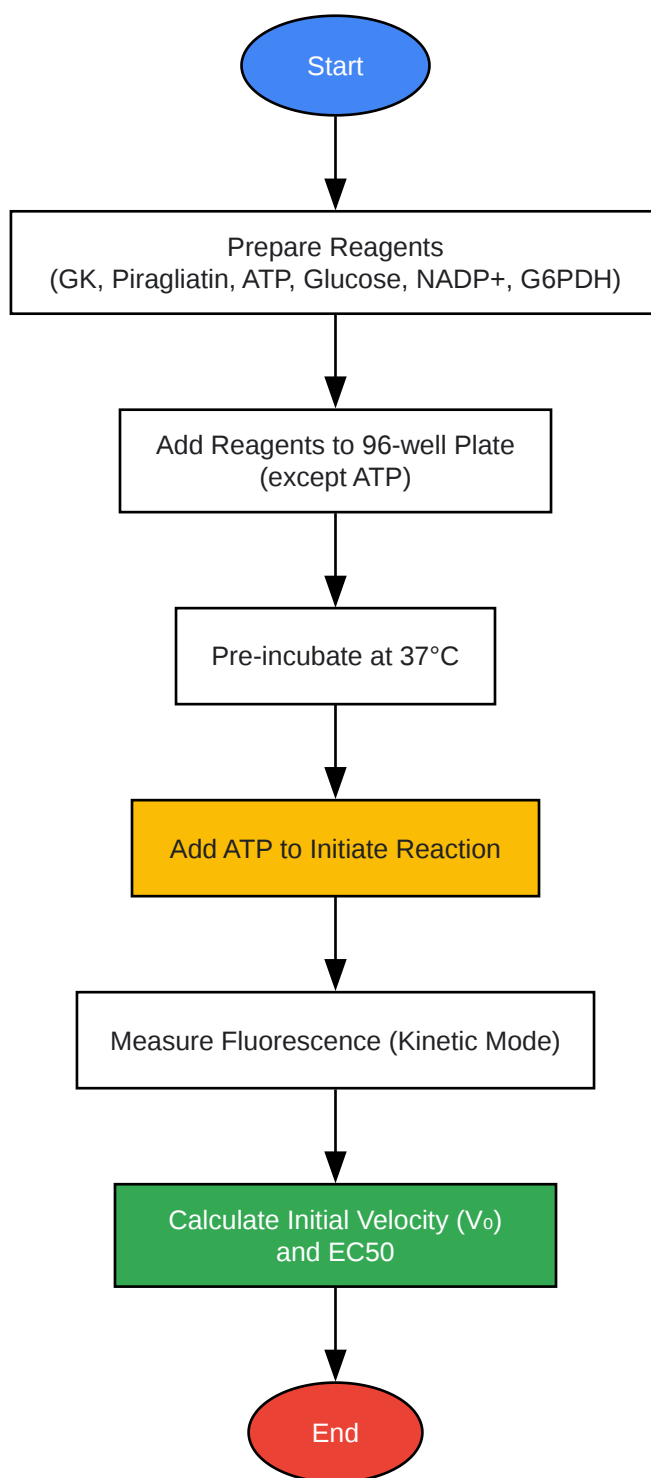 Start
Prepare Reagents
(GK, Piragliatin, ATP, Glucose, NADP+, G6PDH)
Add Reagents to 96-well Plate
(except ATP)
Pre-incubate at 37°C
Add ATP to Initiate Reaction
Measure Fluorescence (Kinetic Mode)
Calculate Initial Velocity (V₀)
and EC50
End